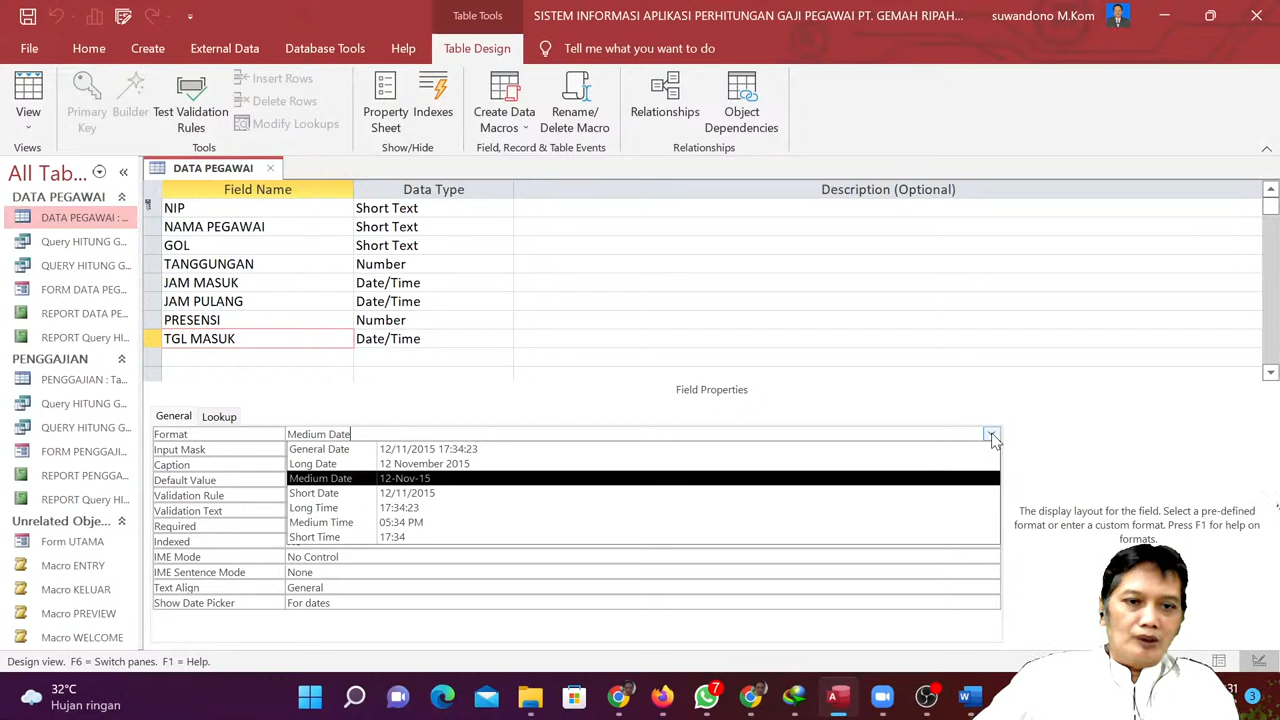 Table Tools
SISTEM INFORMASI APLIKASI PERHITUNGAN GAJI PEGAWAI PT. GEMAH RIPAH...
suwandono M.Kom
File Home Create External Data Database Tools Help Table Design Tell me what you want to do
View
Primary Key
Builder
Test Validation Rules
Insert Rows
Delete Rows
Modify Lookups
Property Sheet
Indexes
Create Data Macros
Rename/ Delete Macro
Relationships
Object Dependencies
Views Tools Show/Hide Field, Record & Table Events Relationships
All Tab...
DATA PEGAWAI
DATA PEGAWAI : ...
Query HITUNG G...
QUERY HITUNG G...
FORM DATA PEG...
REPORT DATA PE...
REPORT Query HI...
PENGGAJIAN
PENGGAJIAN : Ta...
Query HITUNG G...
QUERY HITUNG G...
FORM PENGGAJI...
REPORT PENGGA...
REPORT Query HI...
Unrelated Obje...
Form UTAMA
Macro ENTRY
Macro KELUAR
Macro PREVIEW
Macro WELCOME
DATA PEGAWAI
Field Name Data Type Description (Optional)
NIP Short Text
NAMA PEGAWAI Short Text
GOL Short Text
TANGGUNGAN Number
JAM MASUK Date/Time
JAM PULANG Date/Time
PRESENSI Number
TGL MASUK Date/Time
Field Properties
General Lookup
Format Medium Date
Input Mask General Date 12/11/2015 17:34:23
Caption Long Date 12 November 2015
Default Value Medium Date 12-Nov-15
Validation Rule Short Date 12/11/2015
Validation Text Long Time 17:34:23
Required Medium Time 05:34 PM
Indexed Short Time 17:34
IME Mode No Control
IME Sentence Mode None
Text Align General
Show Date Picker For dates
The display layout for the field. Select a pre-defined
format or enter a custom format. Press F1 for help on
formats.
Design view. F6 = Switch panes. F1 = Help.
32°C
Hujan ringan
7
31
3